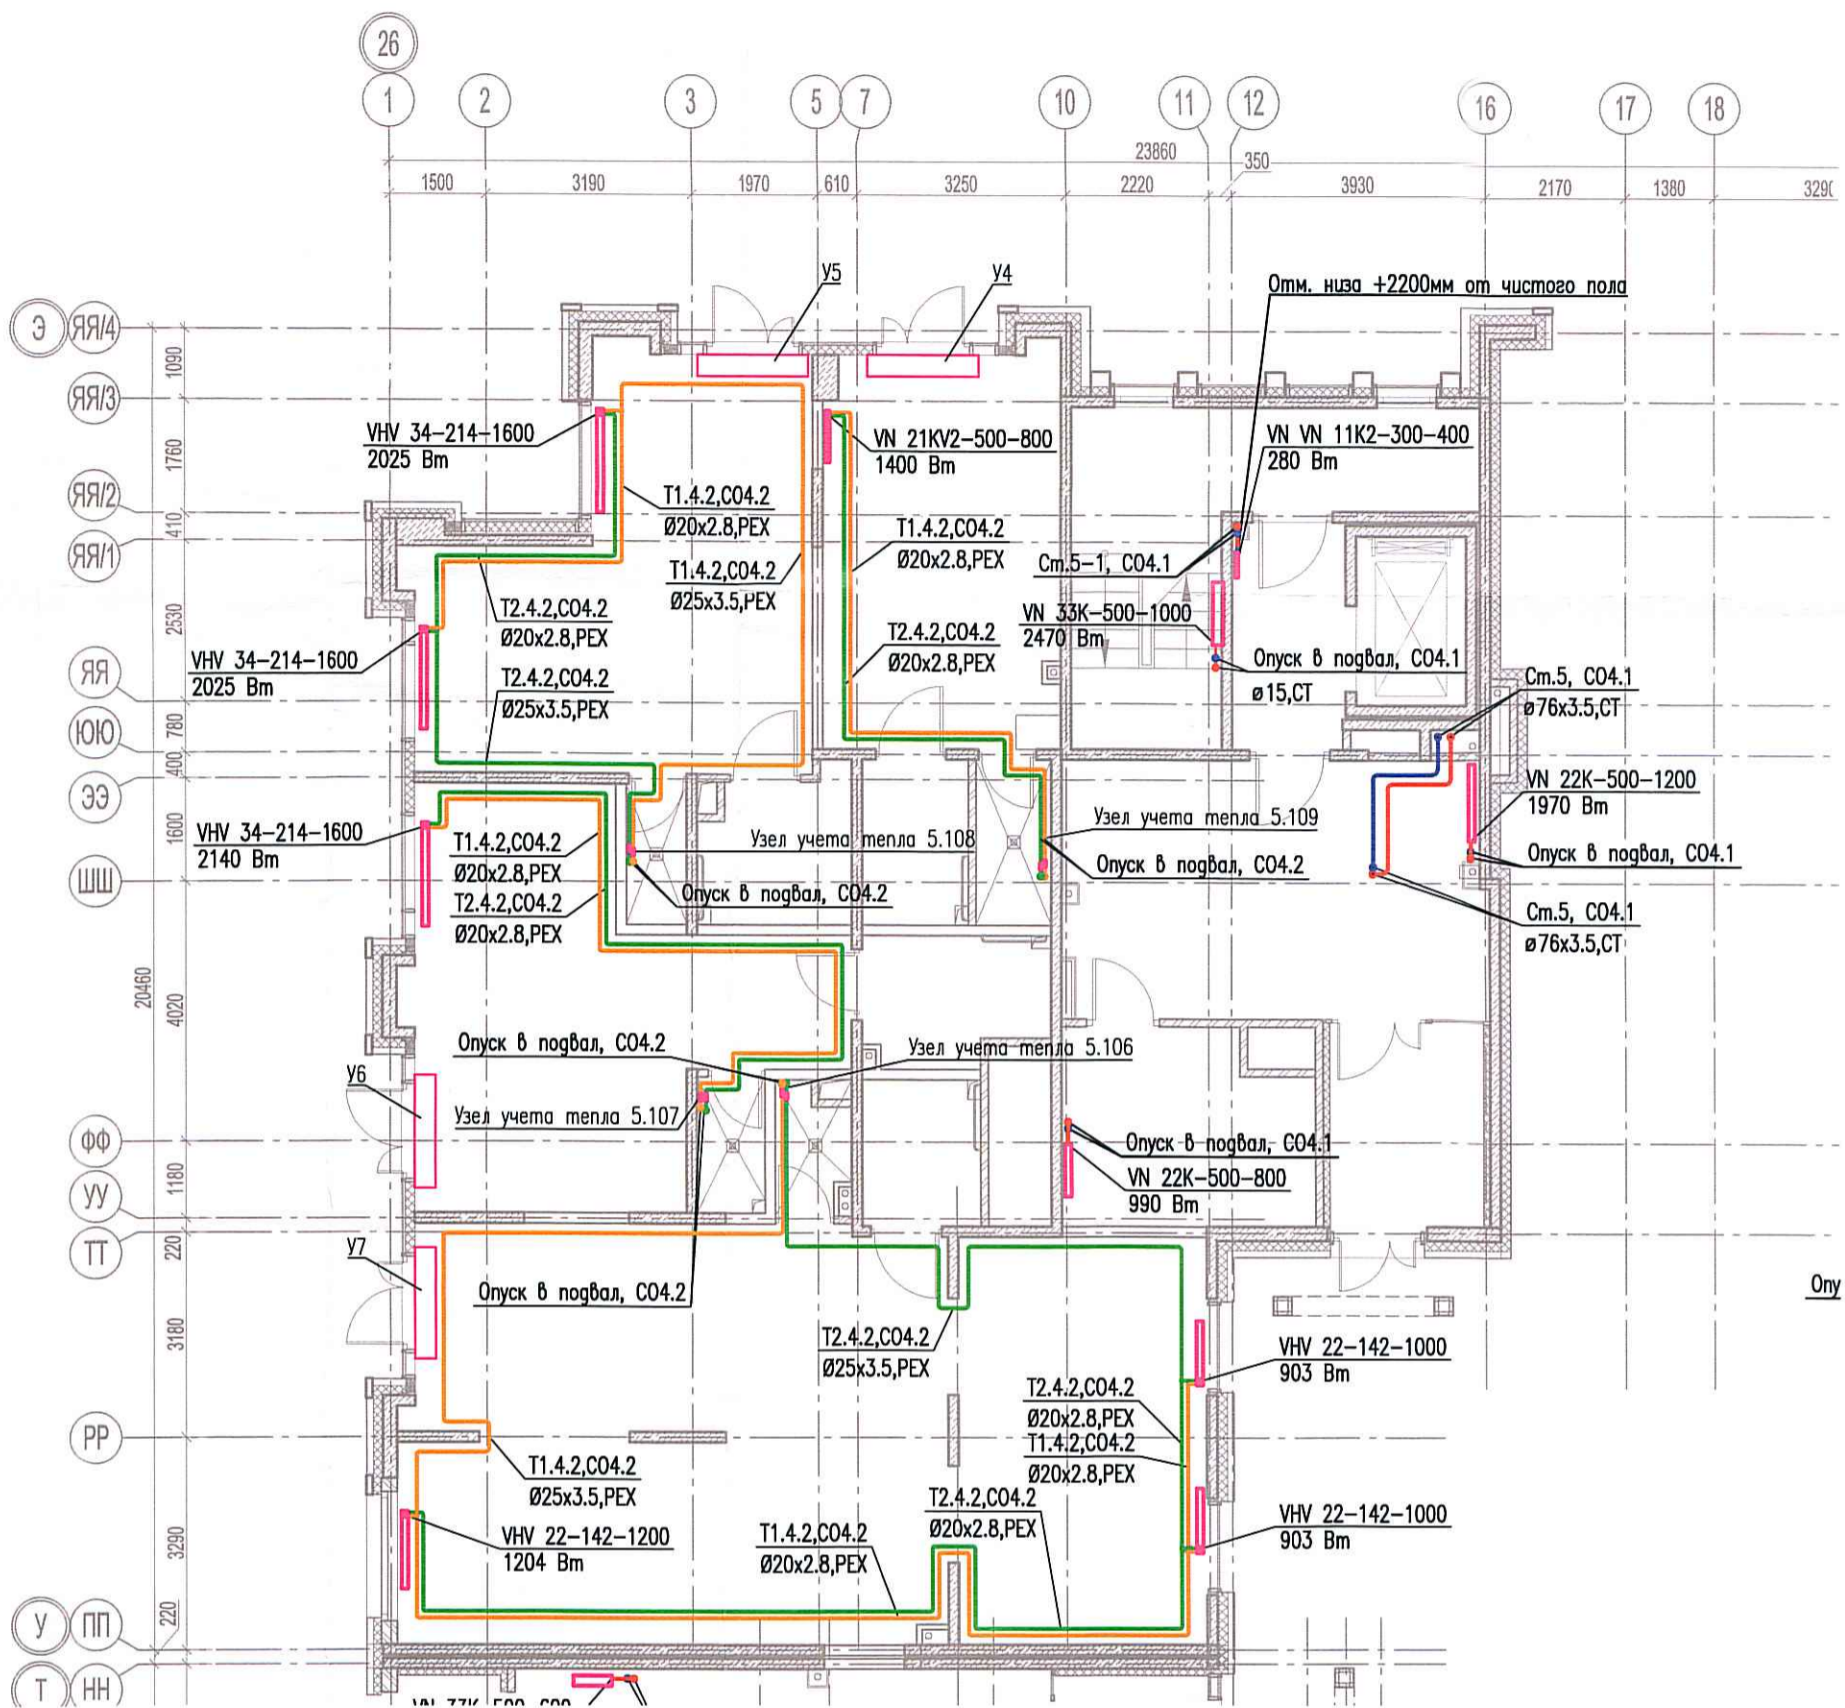 26
1
2
3
5
7
10
11
12
16
17
18
23860
350
1500
3190
1970
610
3250
2220
3930
2170
1380
У5
У4
Отм. низа +2200мм от чистого пола
Э
ЯЯ/4
1090
ЯЯ/3
VHV 34-214-1600
2025 Вт
VN 21KV2-500-800
1400 Вт
VN VN 11K2-300-400
280 Вт
1760
ЯЯ/2
T1.4.2,CO4.2
Ø20x2.8,PEX
410
ЯЯ/1
T1.4.2,CO4.2
Ø25x3.5,PEX
T1.4.2,CO4.2
Ø20x2.8,PEX
Ст.5-1, CO4.1
T2.4.2,CO4.2
Ø20x2.8,PEX
VN 33K-500-1000
2470 Вт
2530
T2.4.2,CO4.2
Ø20x2.8,PEX
VHV 34-214-1600
2025 Вт
ЯЯ
T2.4.2,CO4.2
Ø25x3.5,PEX
Опуск в подвал, CO4.1
ø15,СТ
Ст.5, CO4.1
ø76x3.5,СТ
780
ЮЮ
400
ЭЭ
VN 22K-500-1200
1970 Вт
1600
VHV 34-214-1600
2140 Вт
T1.4.2,CO4.2
Ø20x2.8,PEX
Узел учета тепла 5.108
Узел учета тепла 5.109
Опуск в подвал, CO4.2
Опуск в подвал, CO4.1
ШШ
T2.4.2,CO4.2
Ø20x2.8,PEX
Опуск в подвал, CO4.2
Ст.5, CO4.1
ø76x3.5,СТ
20460
4020
Опуск в подвал, CO4.2
Узел учета тепла 5.106
У6
Узел учета тепла 5.107
ФФ
Опуск в подвал, CO4.1
VN 22K-500-800
990 Вт
1180
УУ
220
ТТ
У7
Опуск в подвал, CO4.2
Опу
T2.4.2,CO4.2
Ø25x3.5,PEX
3180
VHV 22-142-1000
903 Вт
T2.4.2,CO4.2
Ø20x2.8,PEX
РР
T1.4.2,CO4.2
Ø20x2.8,PEX
T1.4.2,CO4.2
Ø25x3.5,PEX
T2.4.2,CO4.2
Ø20x2.8,PEX
VHV 22-142-1000
903 Вт
3290
VHV 22-142-1200
1204 Вт
T1.4.2,CO4.2
Ø20x2.8,PEX
220
У
ПП
Т
НН